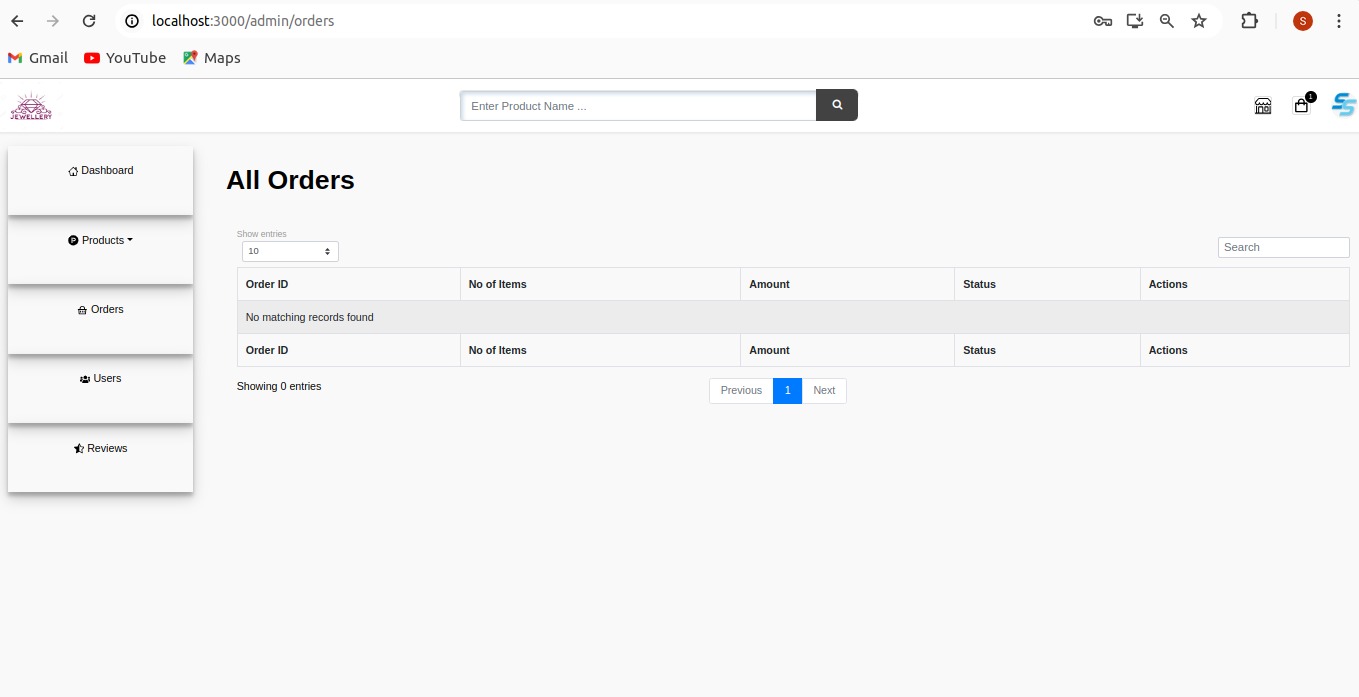 localhost:3000/admin/orders
S
Gmail YouTube Maps
JEWELLERY
Enter Product Name ...
1
Dashboard
Products
Orders
Users
Reviews
All Orders
Show entries
10
Search
Order ID No of Items Amount Status Actions
No matching records found
Order ID No of Items Amount Status Actions
Showing 0 entries
Previous 1 Next